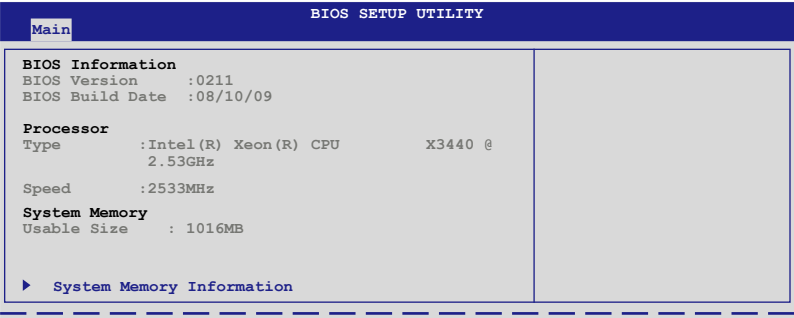 BIOS SETUP UTILITY
Main
BIOS Information
BIOS Version :0211
BIOS Build Date :08/10/09
Processor
Type :Intel(R) Xeon(R) CPU X3440 @
2.53GHz
Speed :2533MHz
System Memory
Usable Size : 1016MB
System Memory Information